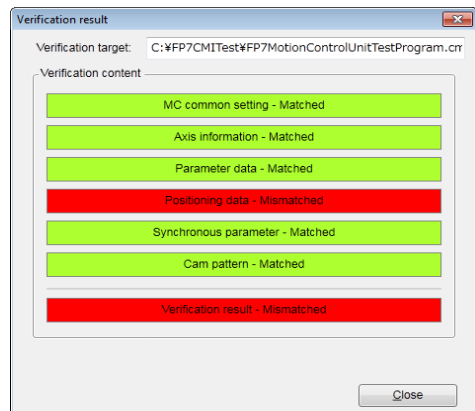 Verification result
Verification target: C:¥FP7CMITest¥FP7MotionControlUnitTestProgram.cm
Verification content
MC common setting - Matched
Axis information - Matched
Parameter data - Matched
Positioning data - Mismatched
Synchronous parameter - Matched
Cam pattern - Matched
Verification result - Mismatched
Close